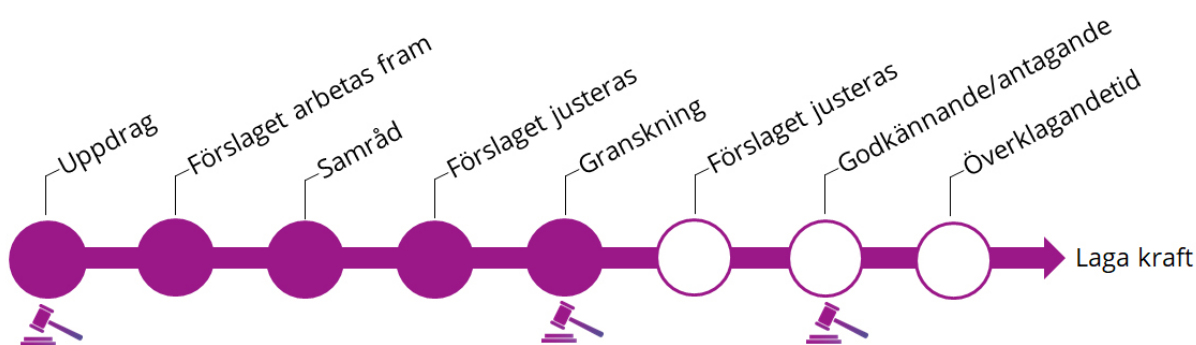 Uppdrag
Förslaget arbetas fram
Samråd
Förslaget justeras
Granskning
Förslaget justeras
Godkännande/antagande
Överklagandetid
Laga kraft